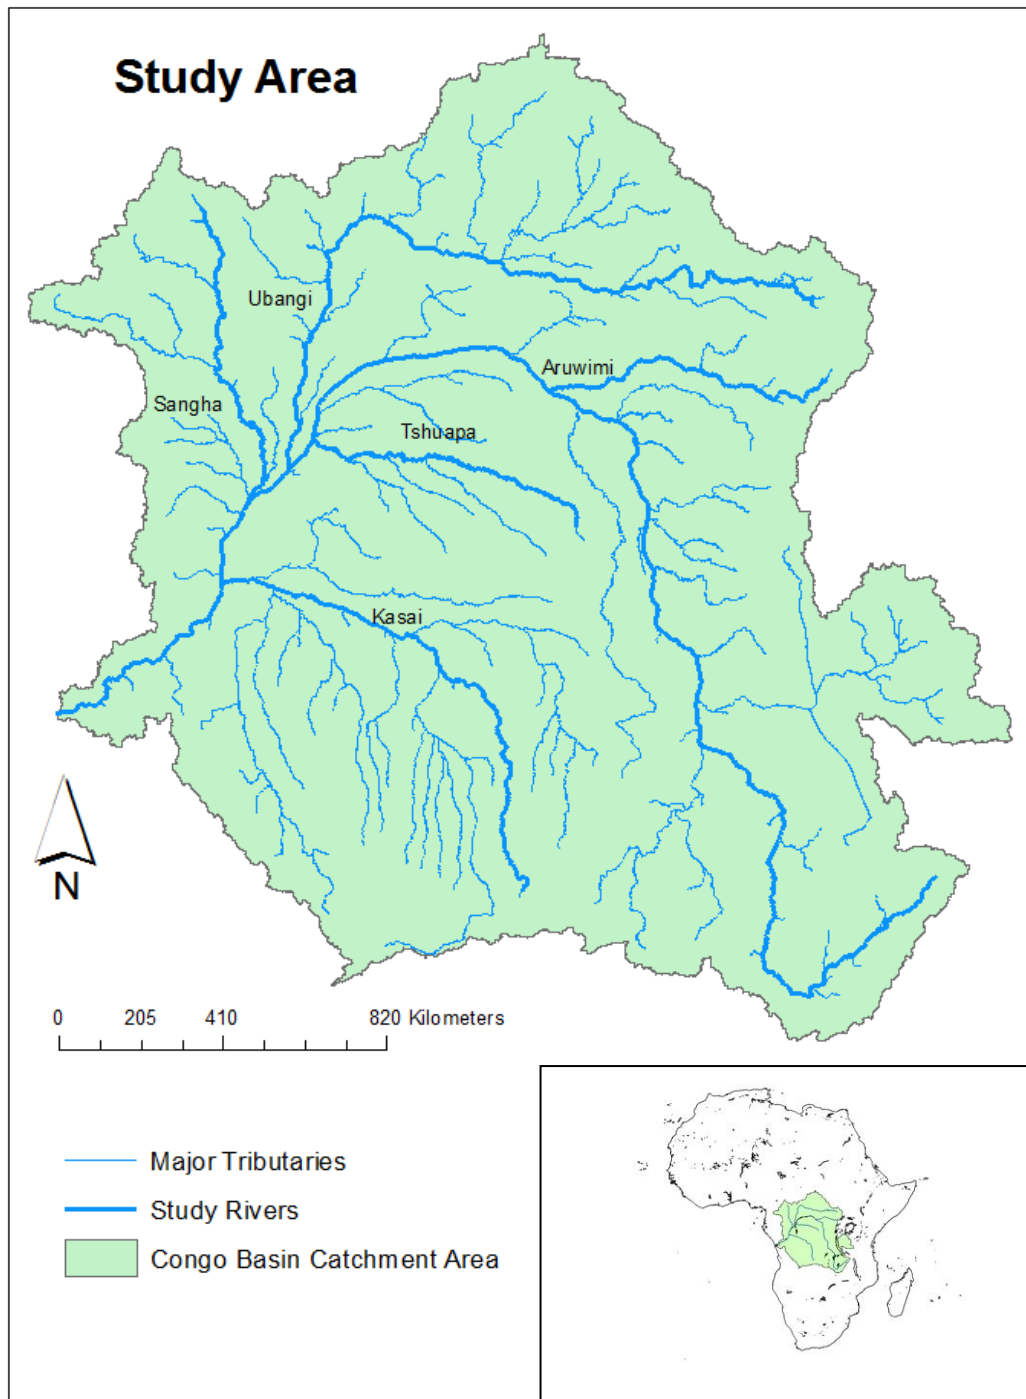 Study Area
Ubangi
Aruwimi
Sangha
Tshuapa
Kasai
N
0 205 410 820 Kilometers
Major Tributaries
Study Rivers
Congo Basin Catchment Area